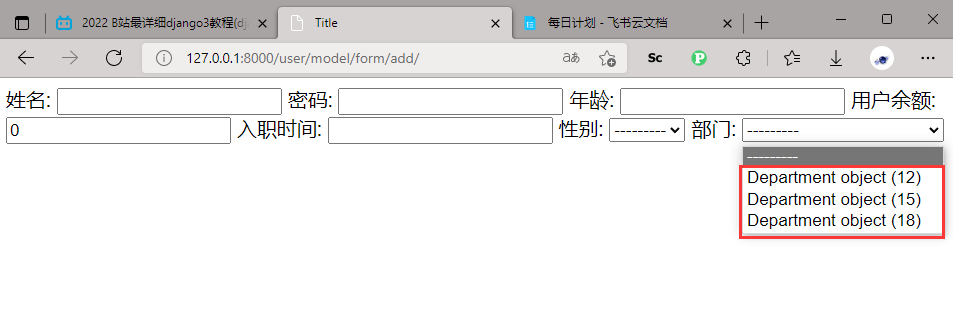 2022 B站最详细django3教程(dj
Title
每日计划 - 飞书云文档
127.0.0.1:8000/user/model/form/add/
aあ
Sc
P
姓名: 密码: 年龄: 用户余额:
0 入职时间: 性别: --------- 部门: ---------
---------
Department object (12)
Department object (15)
Department object (18)